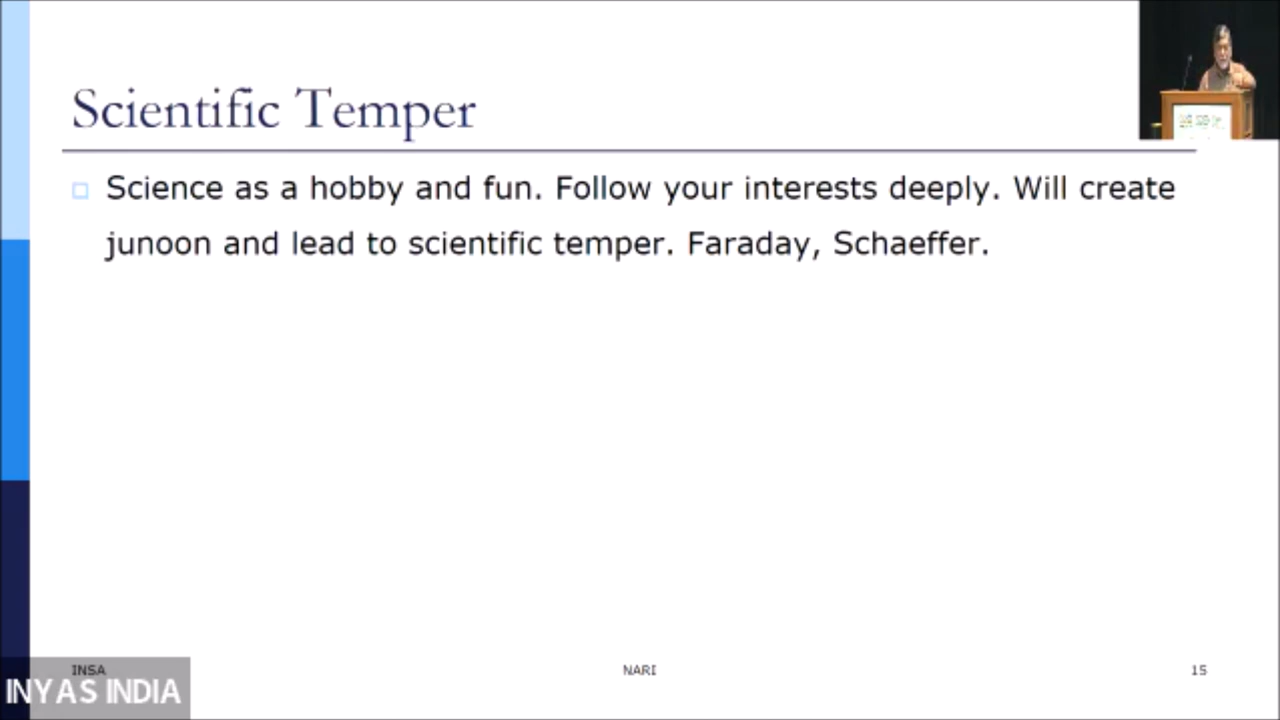 Scientific Temper
Science as a hobby and fun. Follow your interests deeply. Will create
junoon and lead to scientific temper. Faraday, Schaeffer.
INSA
NARI
15
INYAS INDIA